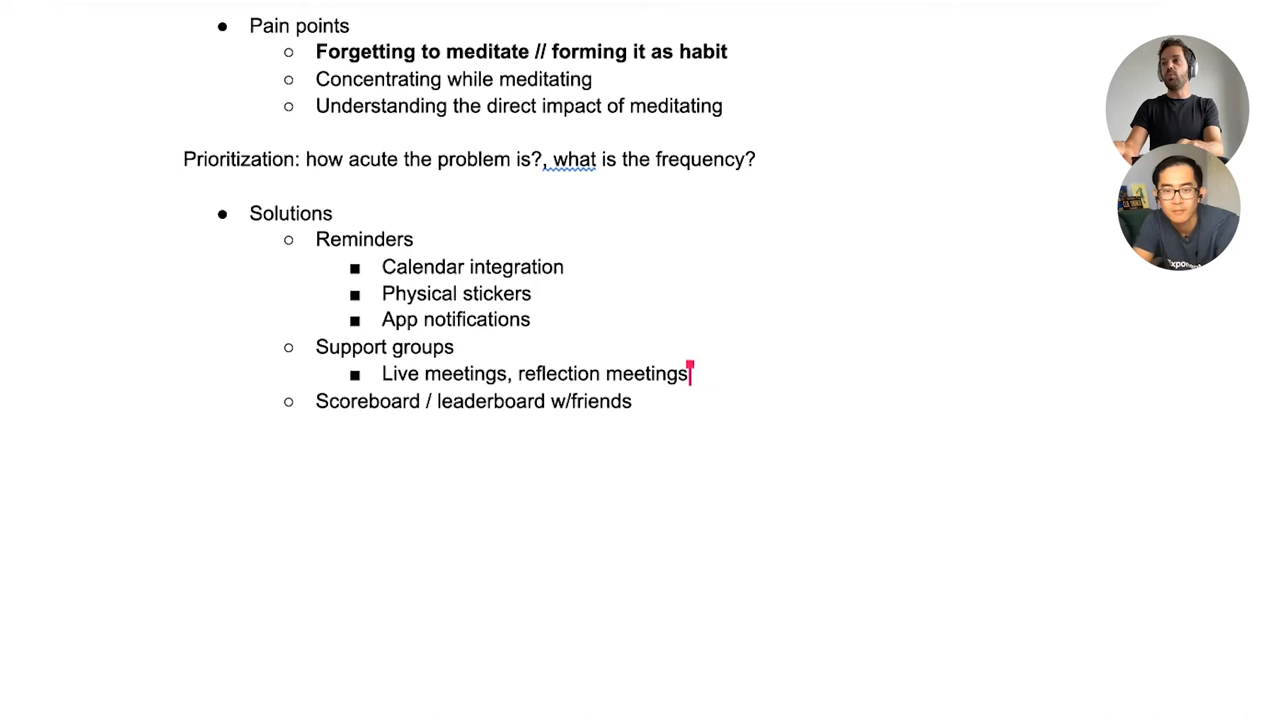 ● Pain points
○ Forgetting to meditate // forming it as habit
○ Concentrating while meditating
○ Understanding the direct impact of meditating
Prioritization: how acute the problem is?, what is the frequency?
● Solutions
○ Reminders
■ Calendar integration
■ Physical stickers
■ App notifications
○ Support groups
■ Live meetings, reflection meetings
○ Scoreboard / leaderboard w/friends